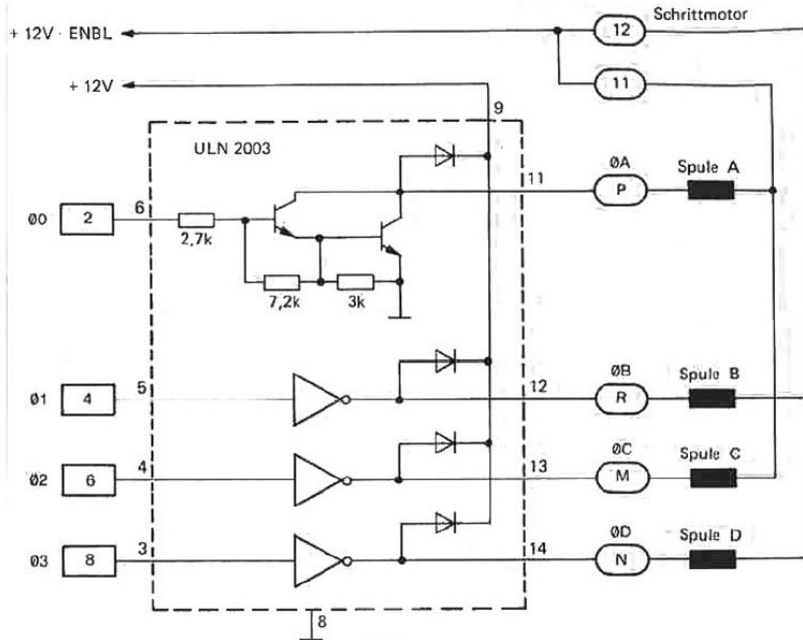 Schrittmotor
+ 12V · ENBL
12
+ 12V
11
9
ULN 2003
ØA
Spule A
11
P
Ø0
2
6
2,7k
7,2k
3k
ØB
Spule B
12
R
Ø1
4
5
ØC
Spule C
13
M
Ø2
6
4
ØD
Spule D
14
N
Ø3
8
3
8